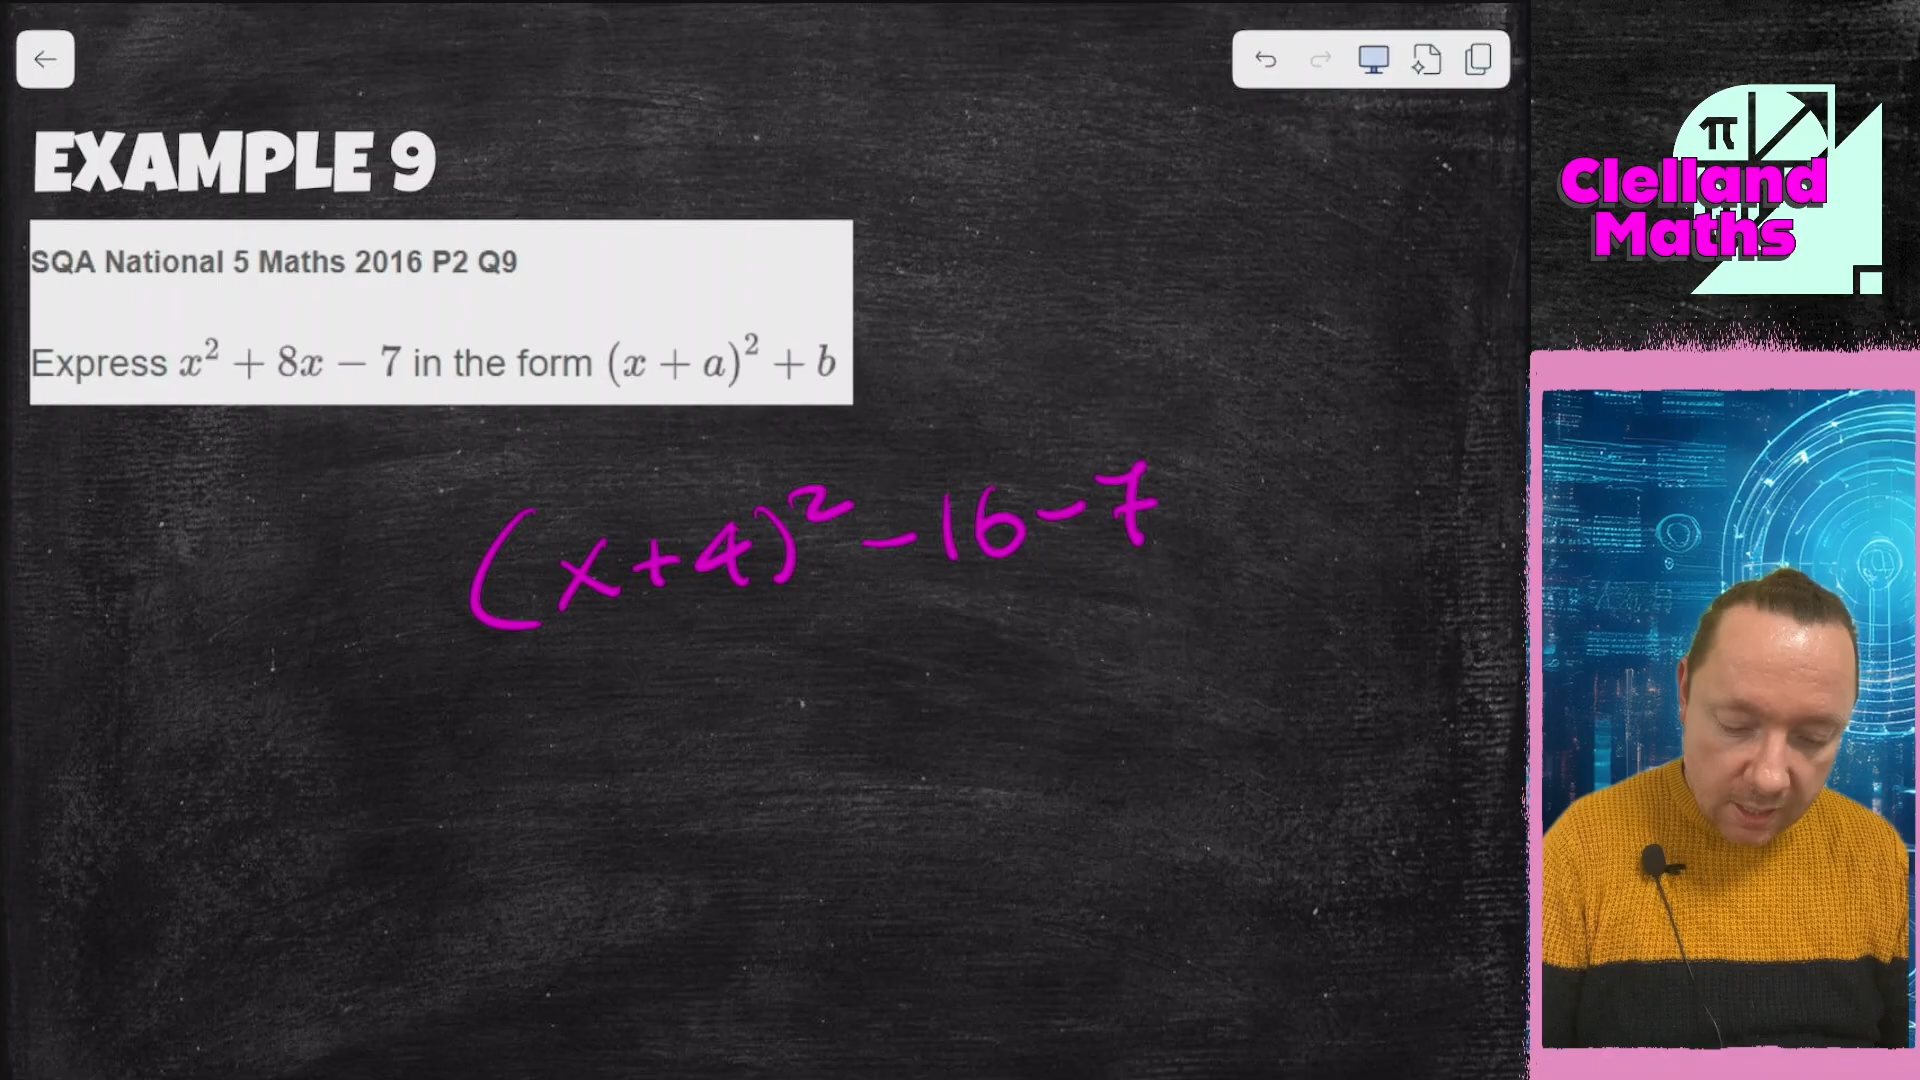 EXAMPLE 9
SQA National 5 Maths 2016 P2 Q9
Express x² + 8x − 7 in the form (x + a)² + b
(x+4)² − 16 − 7
π
Clelland
Maths